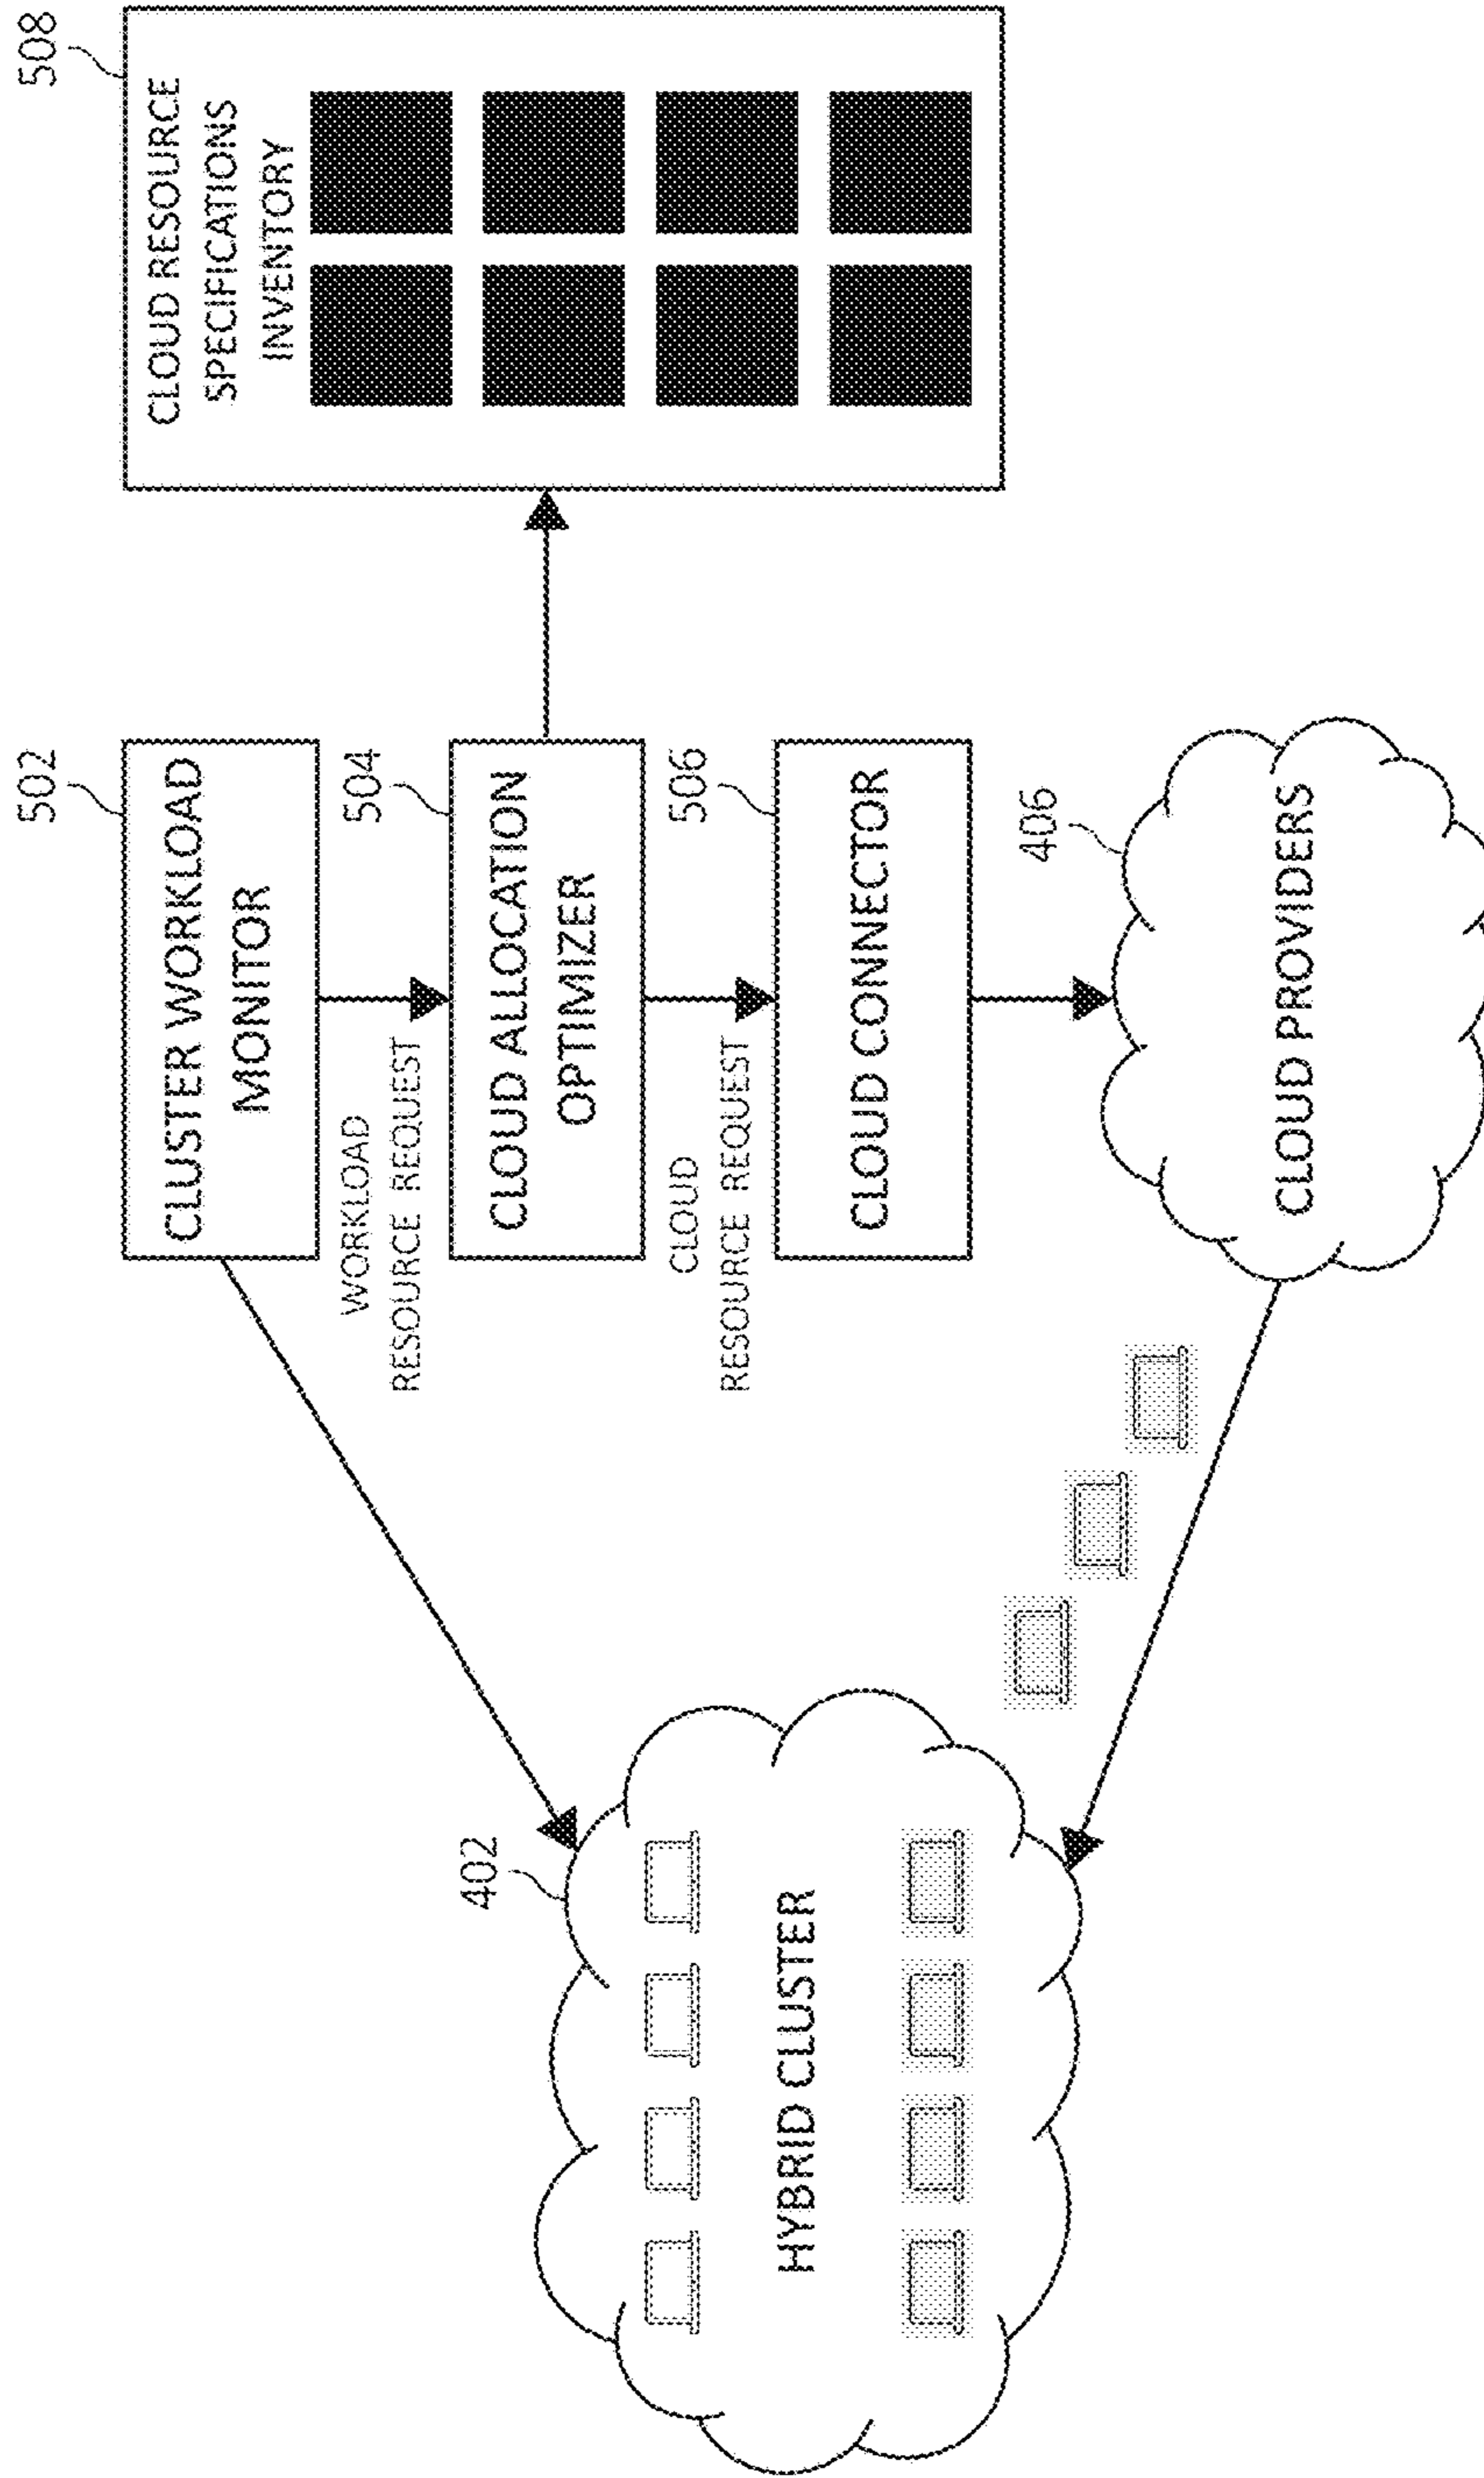 502
CLUSTER WORKLOAD
MONITOR
508
CLOUD RESOURCE
SPECIFICATIONS
INVENTORY
WORKLOAD
RESOURCE REQUEST
504
CLOUD ALLOCATION
OPTIMIZER
402
HYBRID CLUSTER
CLOUD
RESOURCE REQUEST
506
CLOUD CONNECTOR
406
CLOUD PROVIDERS